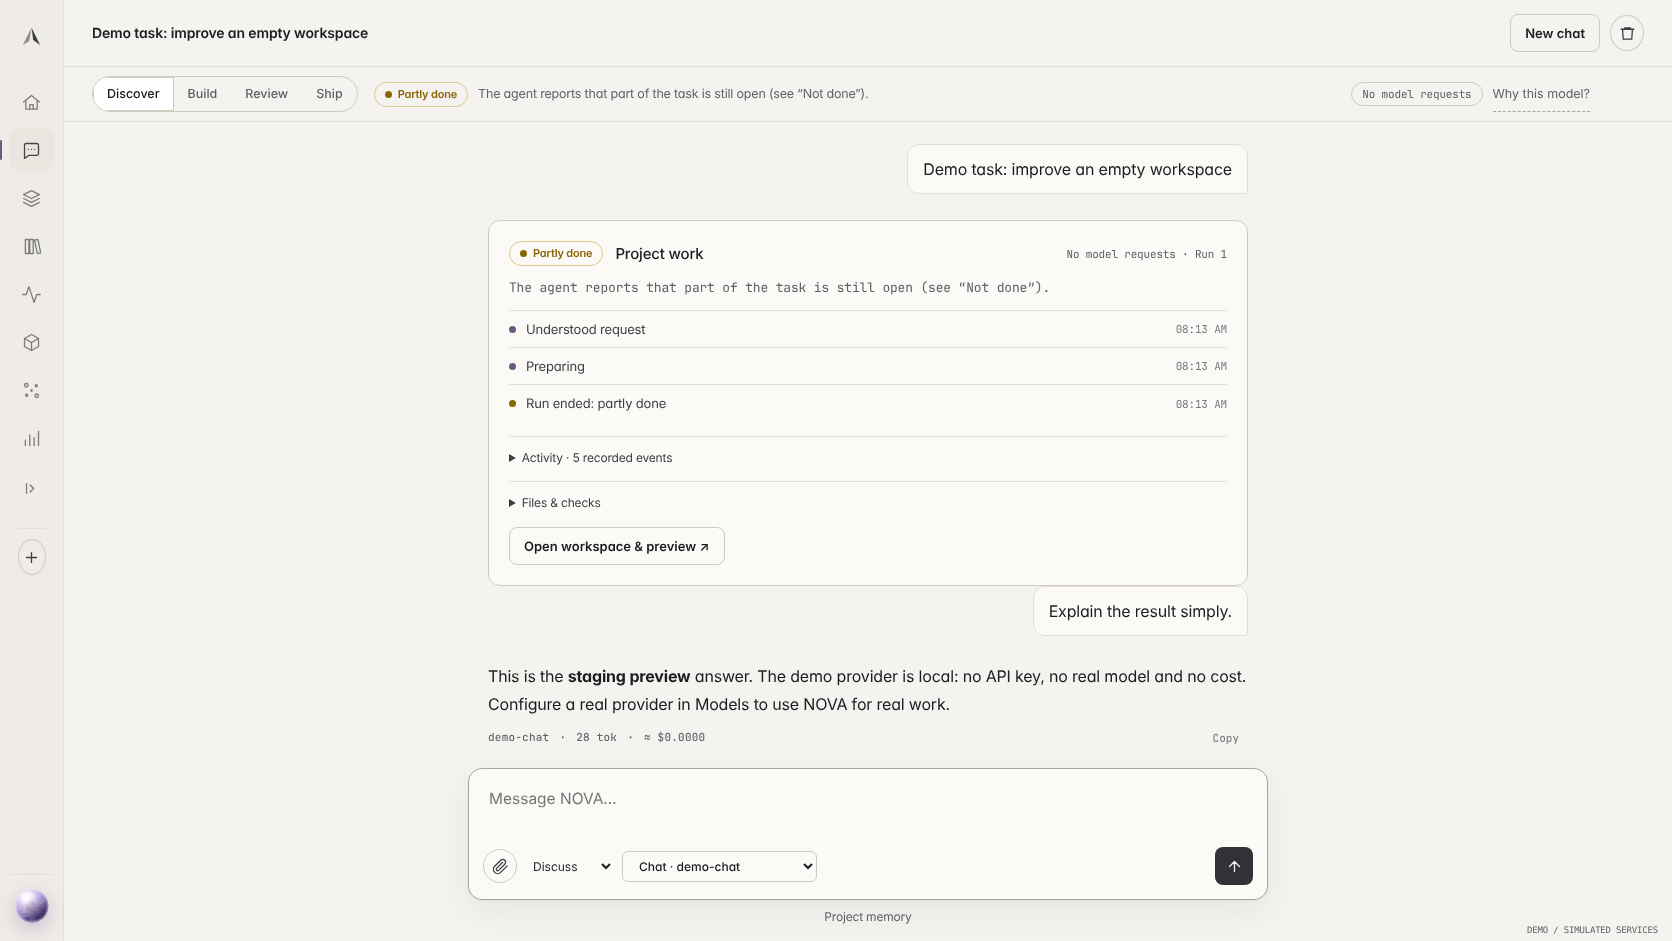 Demo task: improve an empty workspace
New chat
Discover
Build
Review
Ship
Partly done
The agent reports that part of the task is still open (see “Not done”).
No model requests
Why this model?
Demo task: improve an empty workspace
Partly done
Project work
No model requests · Run 1
The agent reports that part of the task is still open (see “Not done”).
Understood request
08:13 AM
Preparing
08:13 AM
Run ended: partly done
08:13 AM
Activity · 5 recorded events
Files & checks
Open workspace & preview ↗
Explain the result simply.
This is the staging preview answer. The demo provider is local: no API key, no real model and no cost.
Configure a real provider in Models to use NOVA for real work.
demo-chat · 28 tok · ≈ $0.0000
Copy
Message NOVA…
Discuss
Chat · demo-chat
Project memory
DEMO / SIMULATED SERVICES